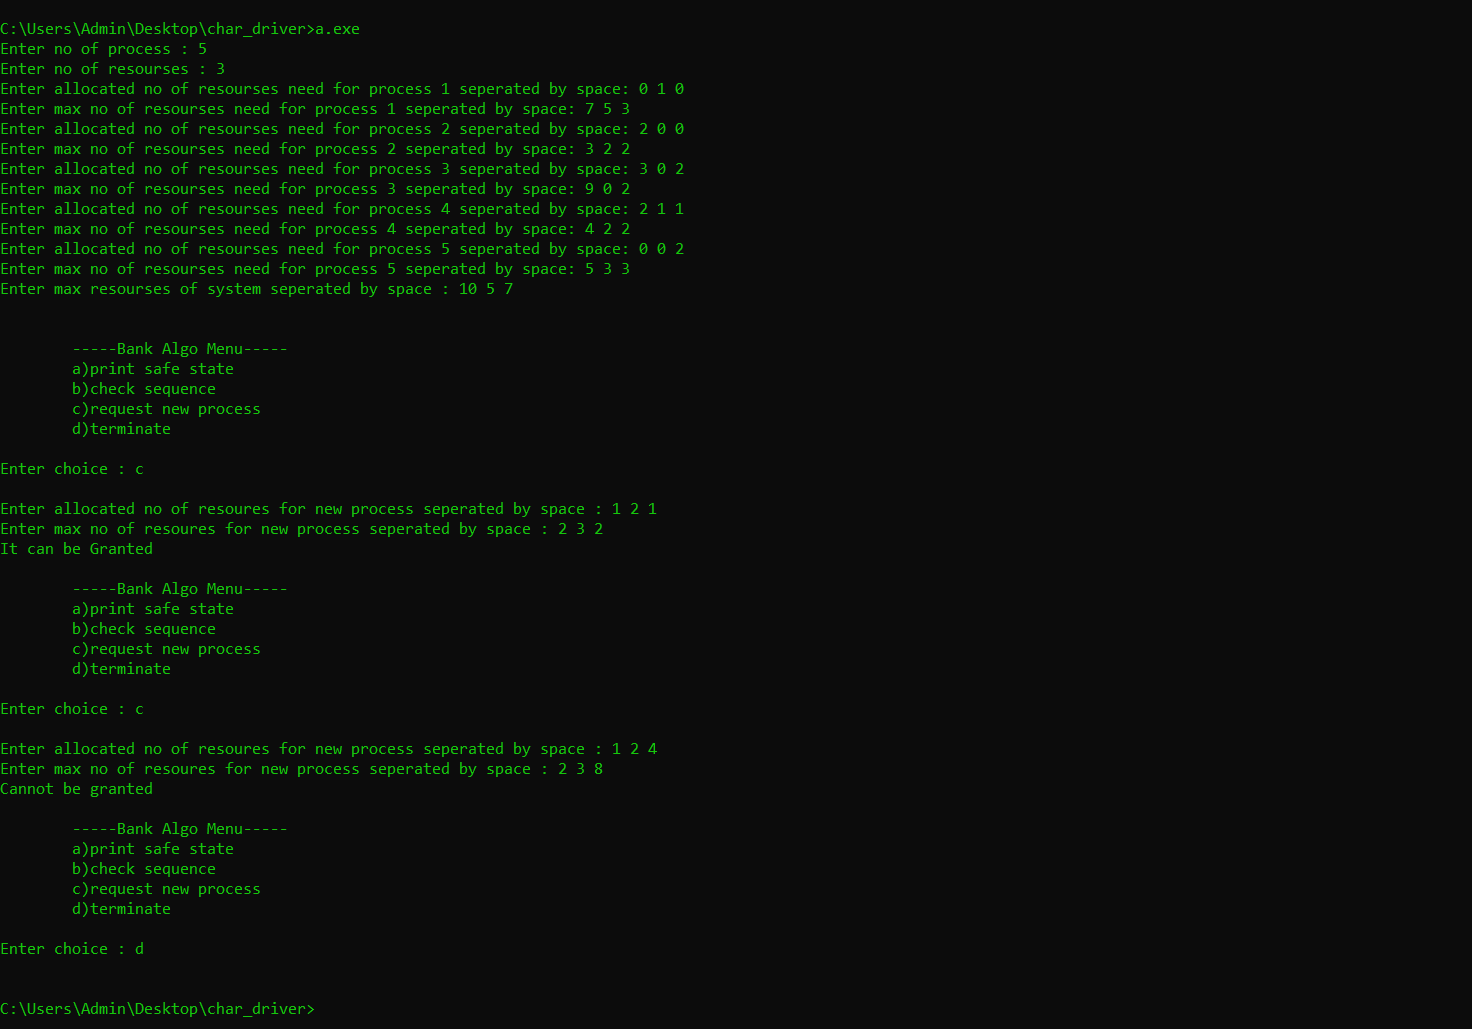 C:\Users\Admin\Desktop\char_driver>a.exe
Enter no of process : 5
Enter no of resourses : 3
Enter allocated no of resourses need for process 1 seperated by space: 0 1 0
Enter max no of resourses need for process 1 seperated by space: 7 5 3
Enter allocated no of resourses need for process 2 seperated by space: 2 0 0
Enter max no of resourses need for process 2 seperated by space: 3 2 2
Enter allocated no of resourses need for process 3 seperated by space: 3 0 2
Enter max no of resourses need for process 3 seperated by space: 9 0 2
Enter allocated no of resourses need for process 4 seperated by space: 2 1 1
Enter max no of resourses need for process 4 seperated by space: 4 2 2
Enter allocated no of resourses need for process 5 seperated by space: 0 0 2
Enter max no of resourses need for process 5 seperated by space: 5 3 3
Enter max resourses of system seperated by space : 10 5 7
-----Bank Algo Menu-----
a)print safe state
b)check sequence
c)request new process
d)terminate
Enter choice : c
Enter allocated no of resoures for new process seperated by space : 1 2 1
Enter max no of resoures for new process seperated by space : 2 3 2
It can be Granted
-----Bank Algo Menu-----
a)print safe state
b)check sequence
c)request new process
d)terminate
Enter choice : c
Enter allocated no of resoures for new process seperated by space : 1 2 4
Enter max no of resoures for new process seperated by space : 2 3 8
Cannot be granted
-----Bank Algo Menu-----
a)print safe state
b)check sequence
c)request new process
d)terminate
Enter choice : d
C:\Users\Admin\Desktop\char_driver>